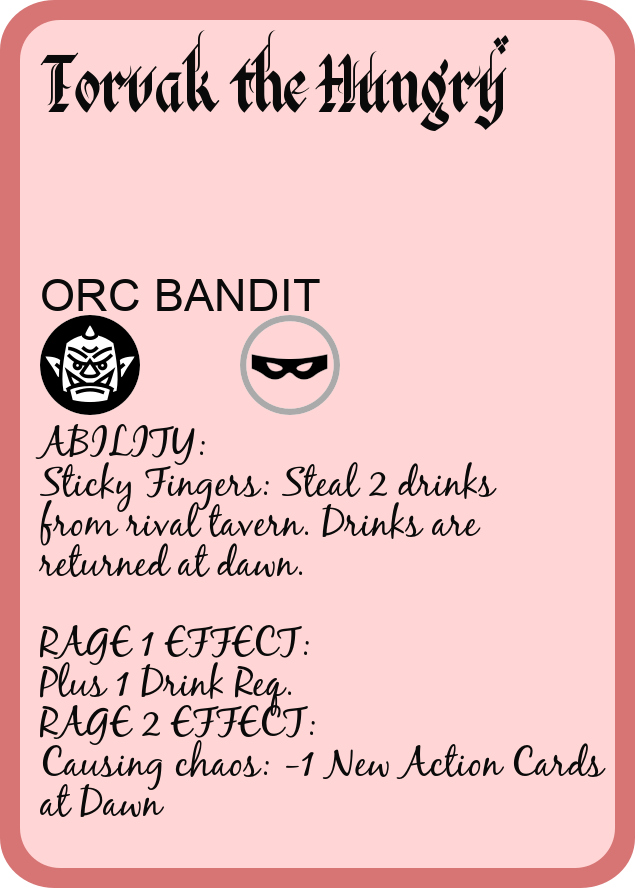 Torvak the Hungry
ORC BANDIT
ABILITY:
Sticky Fingers: Steal 2 drinks
from rival tavern. Drinks are
returned at dawn.
RAGE 1 EFFECT:
Plus 1 Drink Req.
RAGE 2 EFFECT:
Causing chaos: -1 New Action Cards
at Dawn